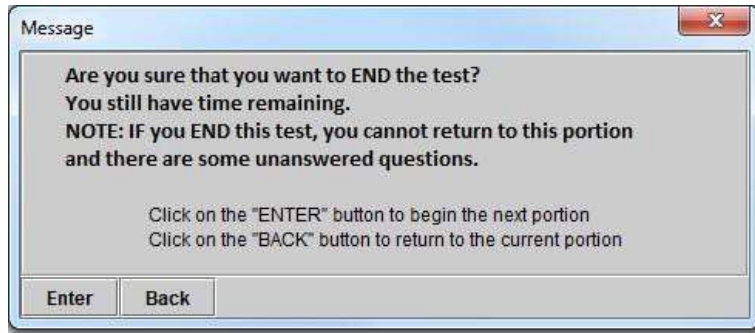 Message
X
Are you sure that you want to END the test?
You still have time remaining.
NOTE: IF you END this test, you cannot return to this portion
and there are some unanswered questions.
Click on the "ENTER" button to begin the next portion
Click on the "BACK" button to return to the current portion
Enter Back